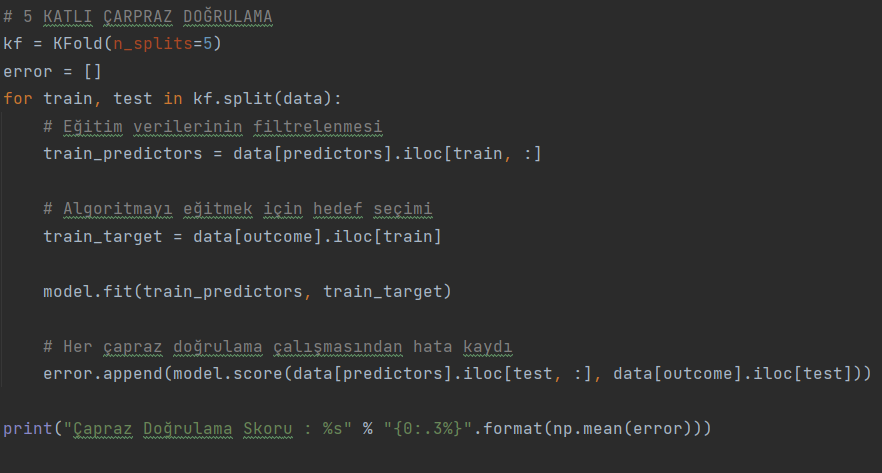 # 5 KATLI ÇARPRAZ DOĞRULAMA
kf = KFold(n_splits=5)
error = []
for train, test in kf.split(data):
    # Eğitim verilerinin filtrelenmesi
    train_predictors = data[predictors].iloc[train, :]

    # Algoritmayı eğitmek için hedef seçimi
    train_target = data[outcome].iloc[train]

    model.fit(train_predictors, train_target)

    # Her çapraz doğrulama çalışmasından hata kaydı
    error.append(model.score(data[predictors].iloc[test, :], data[outcome].iloc[test]))

print("Çapraz Doğrulama Skoru : %s" % "{0:.3%}".format(np.mean(error)))